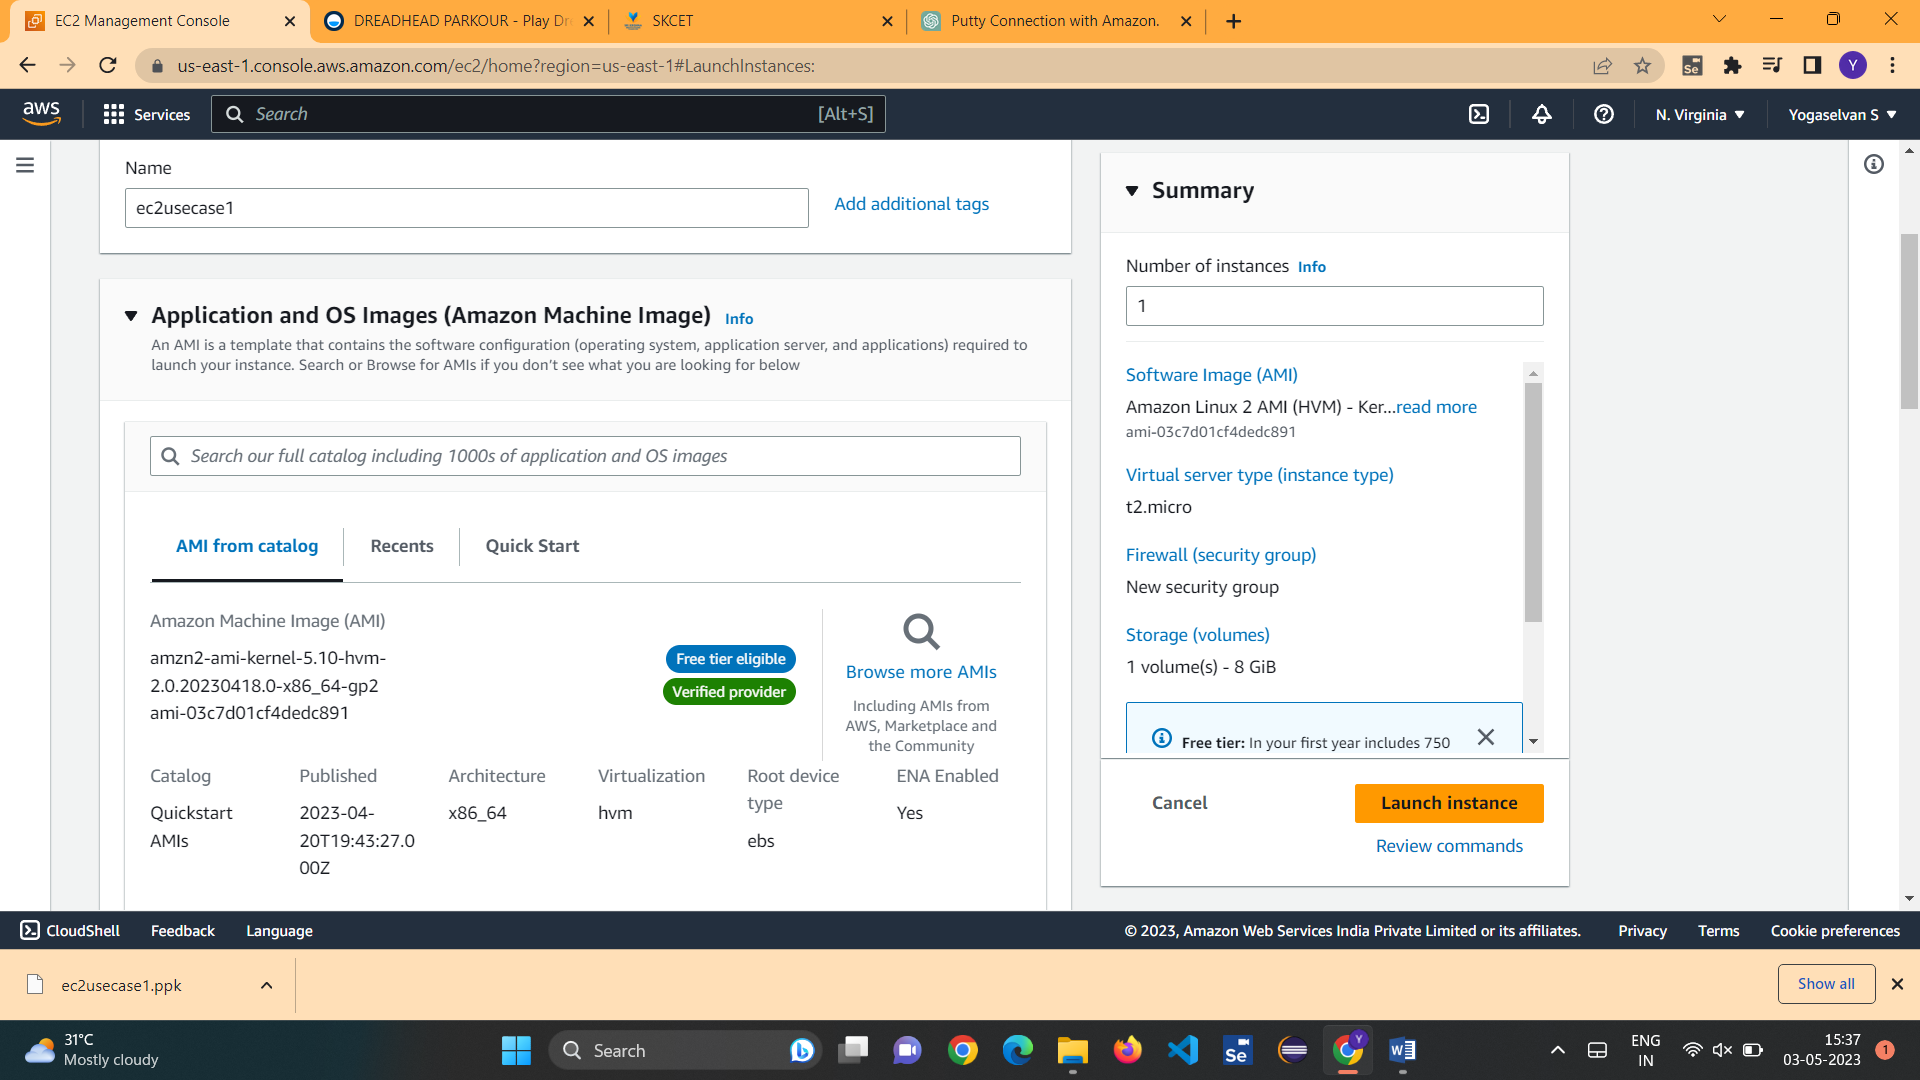 EC2 Management Console
DREADHEAD PARKOUR - Play Dr
SKCET
Putty Connection with Amazon.
us-east-1.console.aws.amazon.com/ec2/home?region=us-east-1#LaunchInstances:
Se
Y
aws
Services
Search
[Alt+S]
N. Virginia
Yogaselvan S
Name
ec2usecase1
Add additional tags
Application and OS Images (Amazon Machine Image) Info
An AMI is a template that contains the software configuration (operating system, application server, and applications) required to
launch your instance. Search or Browse for AMIs if you don't see what you are looking for below
Search our full catalog including 1000s of application and OS images
AMI from catalog
Recents
Quick Start
Amazon Machine Image (AMI)
amzn2-ami-kernel-5.10-hvm-
2.0.20230418.0-x86_64-gp2
ami-03c7d01cf4dedc891
Free tier eligible
Verified provider
Browse more AMIs
Including AMIs from
AWS, Marketplace and
the Community
Catalog
Quickstart
AMIs
Published
2023-04-
20T19:43:27.0
00Z
Architecture
x86_64
Virtualization
hvm
Root device
type
ebs
ENA Enabled
Yes
Summary
Number of instances Info
1
Software Image (AMI)
Amazon Linux 2 AMI (HVM) - Ker...read more
ami-03c7d01cf4dedc891
Virtual server type (instance type)
t2.micro
Firewall (security group)
New security group
Storage (volumes)
1 volume(s) - 8 GiB
Free tier: In your first year includes 750
Cancel
Launch instance
Review commands
CloudShell
Feedback
Language
© 2023, Amazon Web Services India Private Limited or its affiliates.
Privacy
Terms
Cookie preferences
ec2usecase1.ppk
Show all
31°C
Mostly cloudy
Search
Se
Y
ENG
IN
15:37
03-05-2023
1